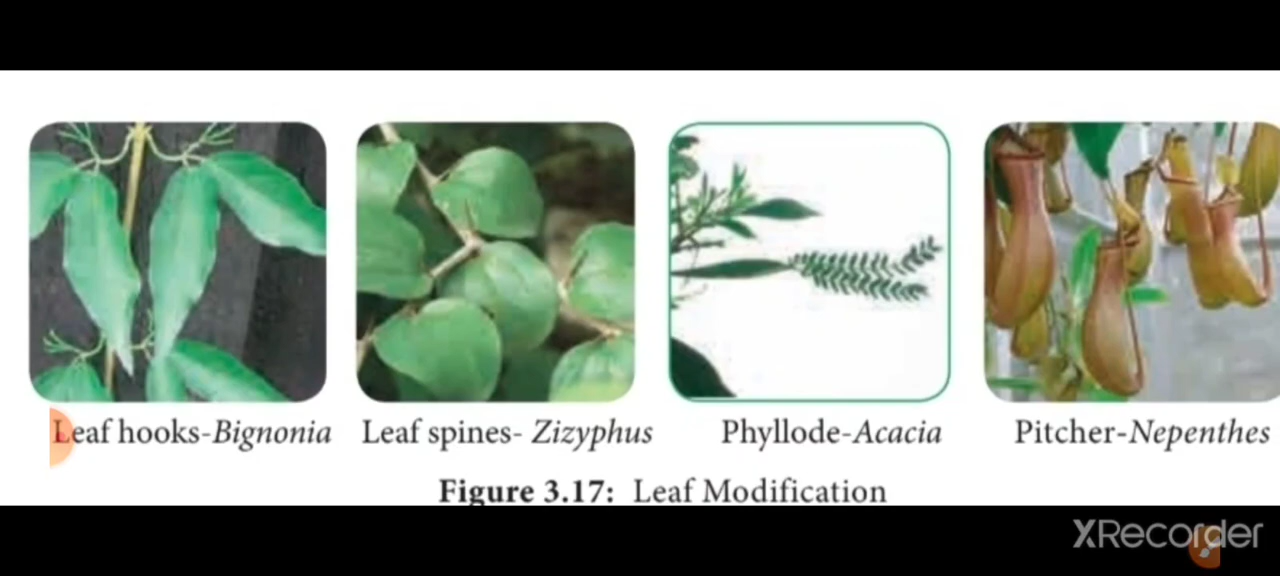 Leaf hooks-Bignonia Leaf spines- Zizyphus Phyllode-Acacia Pitcher-Nepenthes
Figure 3.17: Leaf Modification
XRecorder